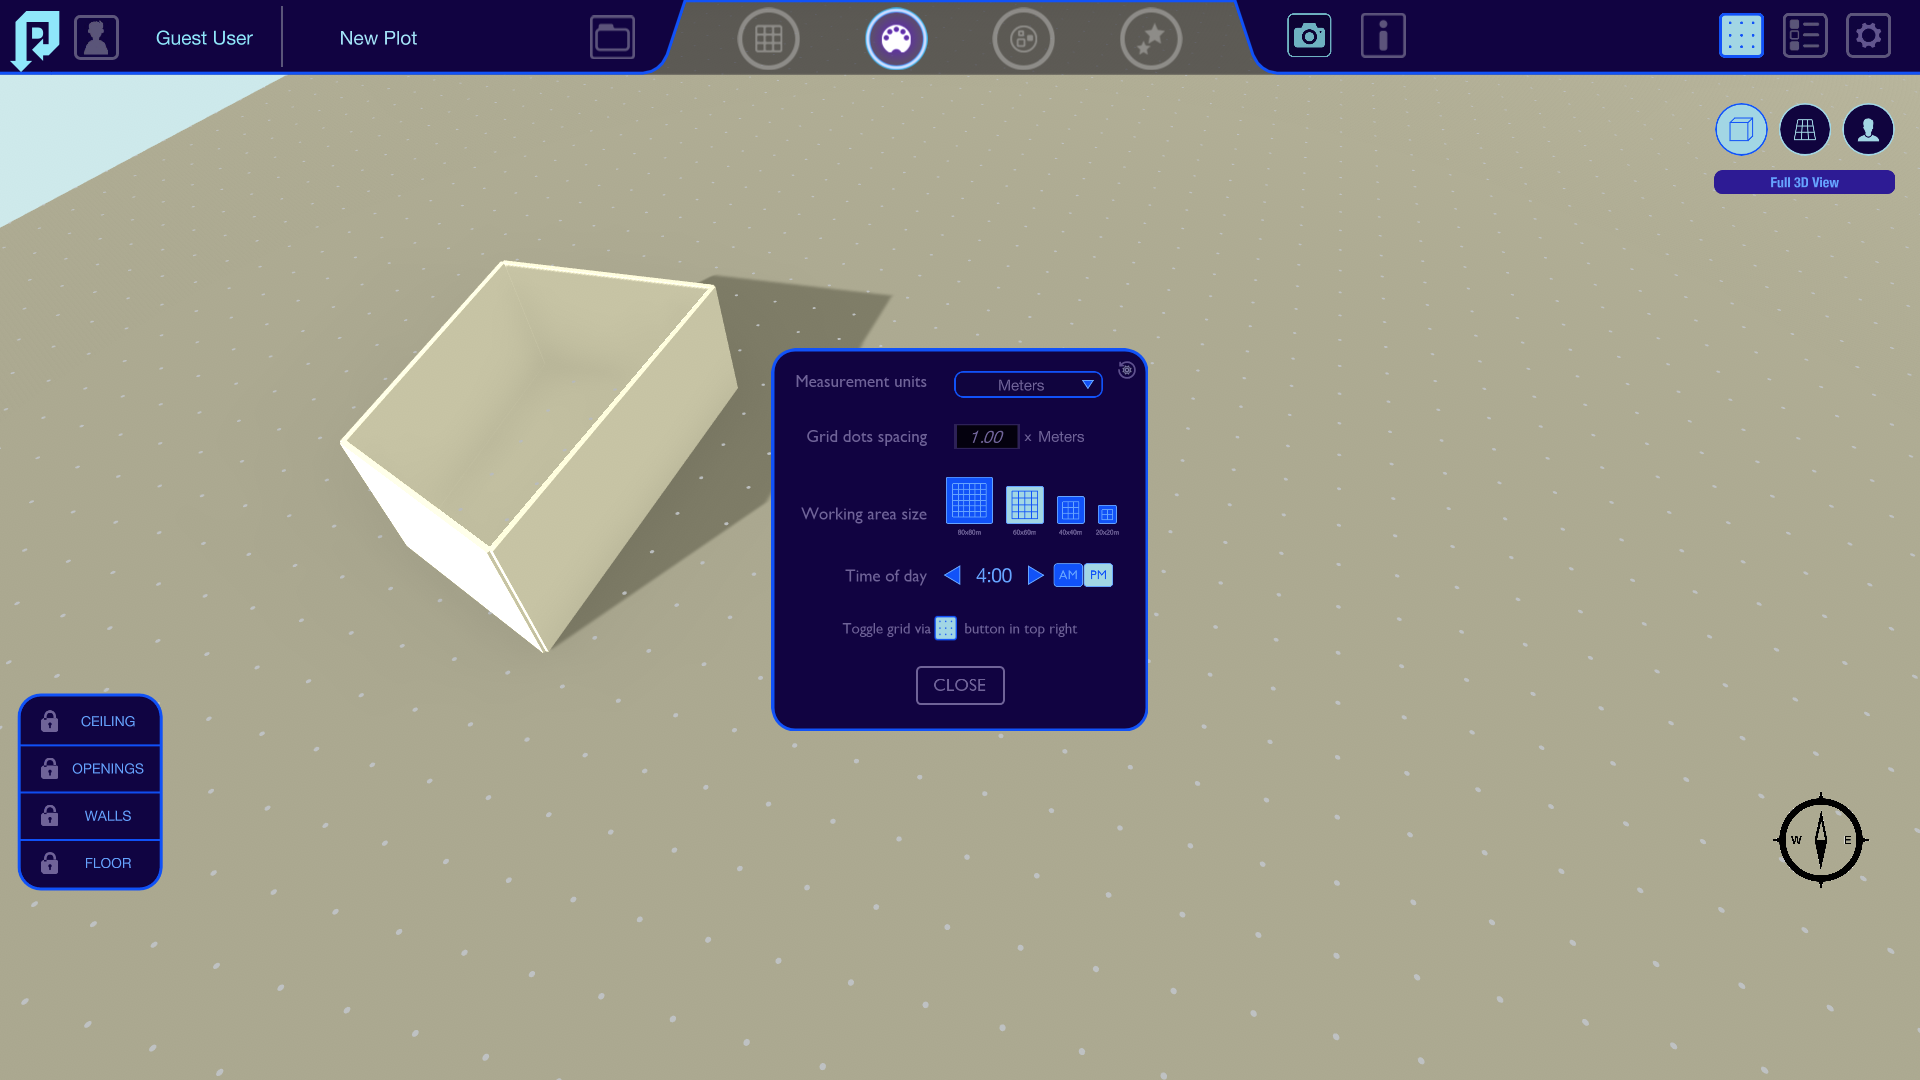 Guest User
New Plot
Full 3D View
Measurement units
Meters
Grid dots spacing
1.00 x Meters
Working area size
80x80m
60x60m
40x40m
20x20m
Time of day
4:00
AM
PM
Toggle grid via button in top right
CLOSE
CEILING
OPENINGS
WALLS
FLOOR
W
E